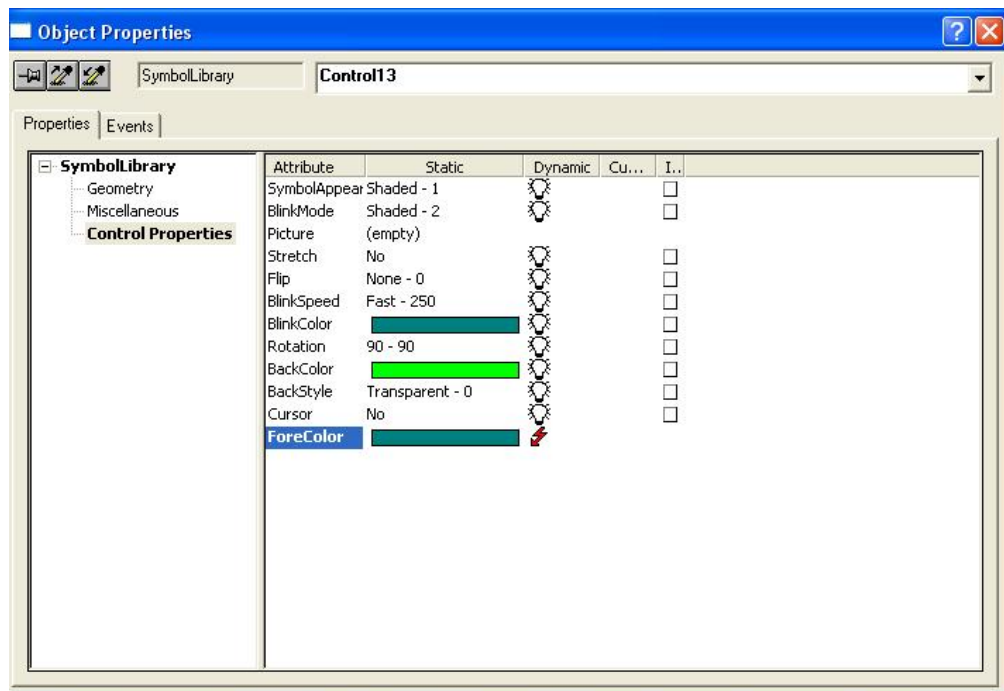 Object Properties
SymbolLibrary Control13
Properties Events
SymbolLibrary
Geometry
Miscellaneous
Control Properties
Attribute Static Dynamic Cu... I..
SymbolAppear Shaded - 1
BlinkMode Shaded - 2
Picture (empty)
Stretch No
Flip None - 0
BlinkSpeed Fast - 250
BlinkColor
Rotation 90 - 90
BackColor
BackStyle Transparent - 0
Cursor No
ForeColor